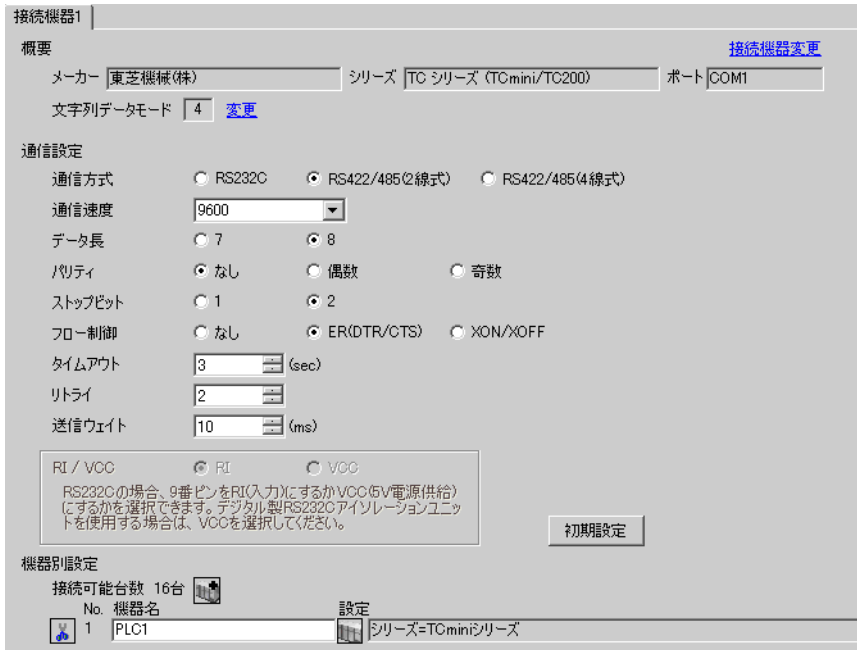 接続機器1
概要 接続機器変更
メーカー 東芝機械(株) シリーズ TC シリーズ (TCmini/TC200) ポート COM1
文字列データモード 4 変更
通信設定
通信方式 RS232C RS422/485(2線式) RS422/485(4線式)
通信速度 9600
データ長 7 8
パリティ なし 偶数 奇数
ストップビット 1 2
フロー制御 なし ER(DTR/CTS) XON/XOFF
タイムアウト 3 (sec)
リトライ 2
送信ウェイト 10 (ms)
RI / VCC RI VCC
RS232Cの場合、9番ピンをRI(入力)にするかVCC(5V電源供給)
にするかを選択できます。デジタル製RS232Cアイソレーションユニッ
トを使用する場合は、VCCを選択してください。
初期設定
機器別設定
接続可能台数 16台
No. 機器名 設定
1 PLC1 シリーズ=TCminiシリーズ